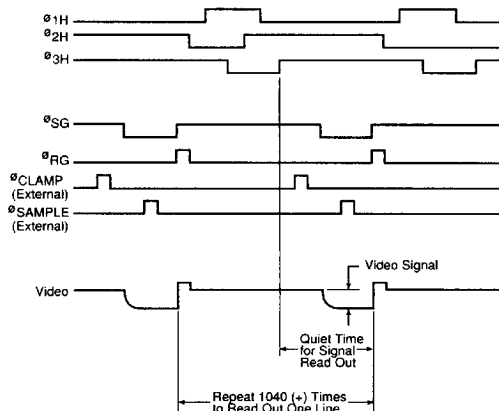 ø1H
ø2H
ø3H
øSG
øRG
øCLAMP
(External)
øSAMPLE
(External)
Video
Video Signal
Quiet Time
for Signal
Read Out
Repeat 1040 (+) Times
to Read Out One Line